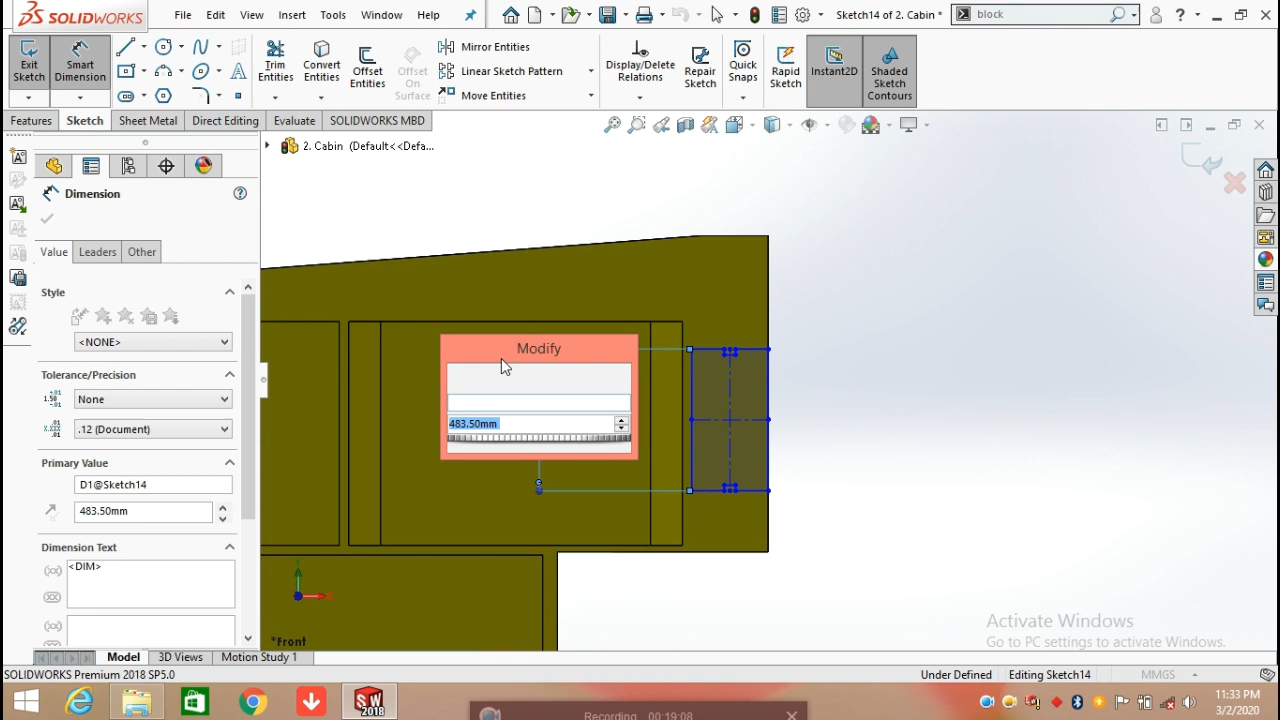 SOLIDWORKS
File Edit View Insert Tools Window Help
Sketch14 of 2. Cabin *
block
Exit Sketch
Smart Dimension
Trim Entities
Convert Entities
Offset Entities
Offset On Surface
Mirror Entities
Linear Sketch Pattern
Move Entities
Display/Delete Relations
Repair Sketch
Quick Snaps
Rapid Sketch
Instant2D
Shaded Sketch Contours
Features Sketch Sheet Metal Direct Editing Evaluate SOLIDWORKS MBD
2. Cabin (Default<<Defa...
Dimension
Value Leaders Other
Style
<NONE>
Tolerance/Precision
None
.12 (Document)
Primary Value
D1@Sketch14
483.50mm
Dimension Text
<DIM>
Modify
483.50mm
*Front
Activate Windows
Go to PC settings to activate Windows.
Model 3D Views Motion Study 1
SOLIDWORKS Premium 2018 SP5.0
Under Defined Editing Sketch14 MMGS
SW 2018
Recording 00:19:08
11:33 PM
3/2/2020